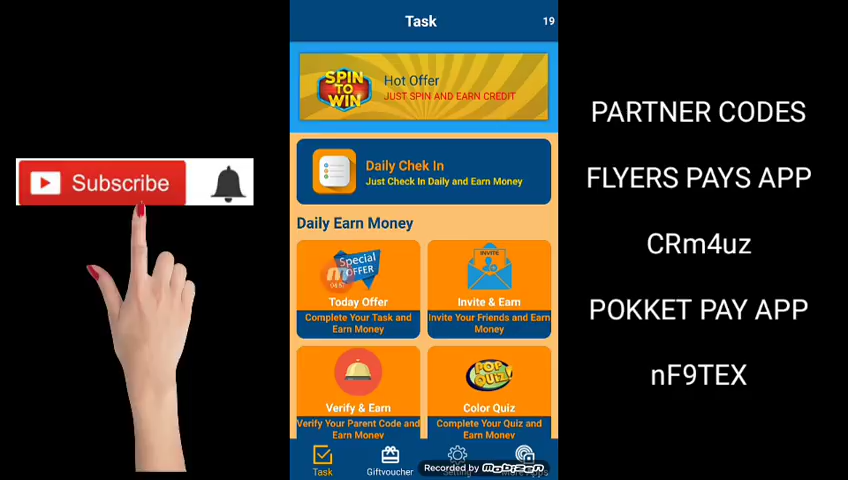 Subscribe
Task
19
SPIN
TO
WIN
Hot Offer
JUST SPIN AND EARN CREDIT
Daily Chek In
Just Check In Daily and Earn Money
Daily Earn Money
Special
OFFER
Today Offer
Complete Your Task and
Earn Money
INVITE
Invite & Earn
Invite Your Friends and Earn
Money
Verify & Earn
Verify Your Parent Code and
Earn Money
POP
QUIZ!
Color Quiz
Complete Your Quiz and
Earn Money
Task
Giftvoucher
Recorded by mobizen
PARTNER CODES
FLYERS PAYS APP
CRm4uz
POKKET PAY APP
nF9TEX